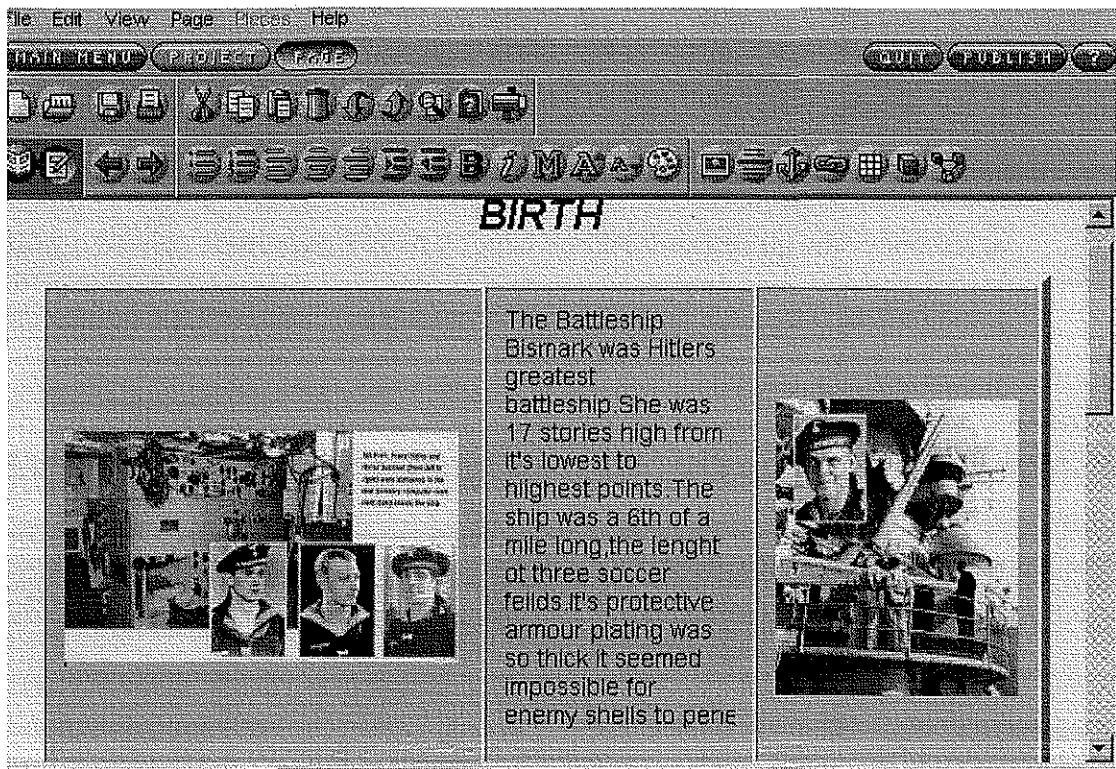 File Edit View Page Pieces Help
MAIN MENU PROJECT PAGE QUIT PUBLISH ?
B i M A A
BIRTH
The Battleship
Bismark was Hitlers
greatest
battleship.She was
17 stories high from
it's lowest to
hiighest points.The
ship was a 6th of a
mile long,the lenght
of three soccer
feilds.It's protective
armour plating was
so thick it seemed
impossible for
enemy shells to pene